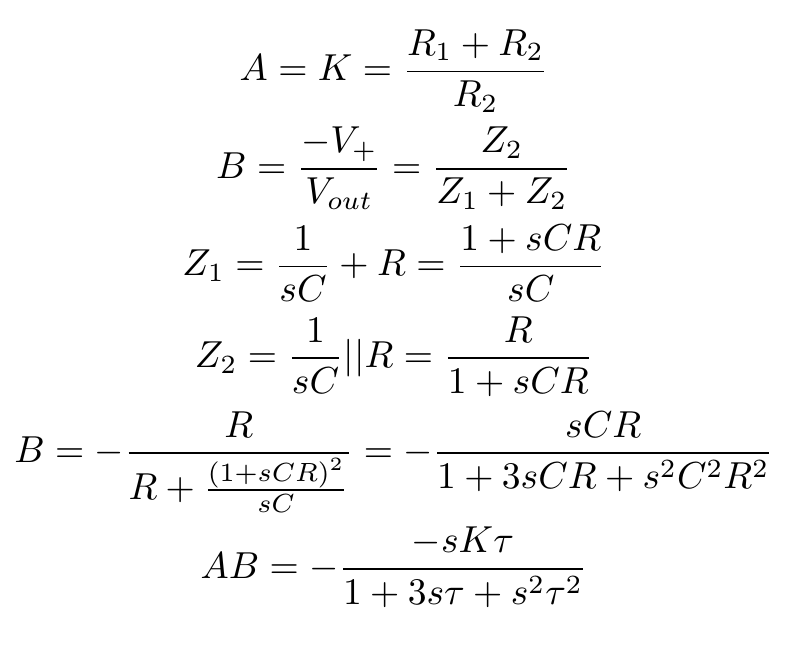 A = K = \frac{R_1 + R_2}{R_2}
B = \frac{-V_+}{V_{out}} = \frac{Z_2}{Z_1 + Z_2}
Z_1 = \frac{1}{sC} + R = \frac{1 + sCR}{sC}
Z_2 = \frac{1}{sC} || R = \frac{R}{1 + sCR}
B = -\frac{R}{R + \frac{(1+sCR)^2}{sC}} = -\frac{sCR}{1 + 3sCR + s^2C^2R^2}
AB = -\frac{-sK\tau}{1 + 3s\tau + s^2\tau^2}